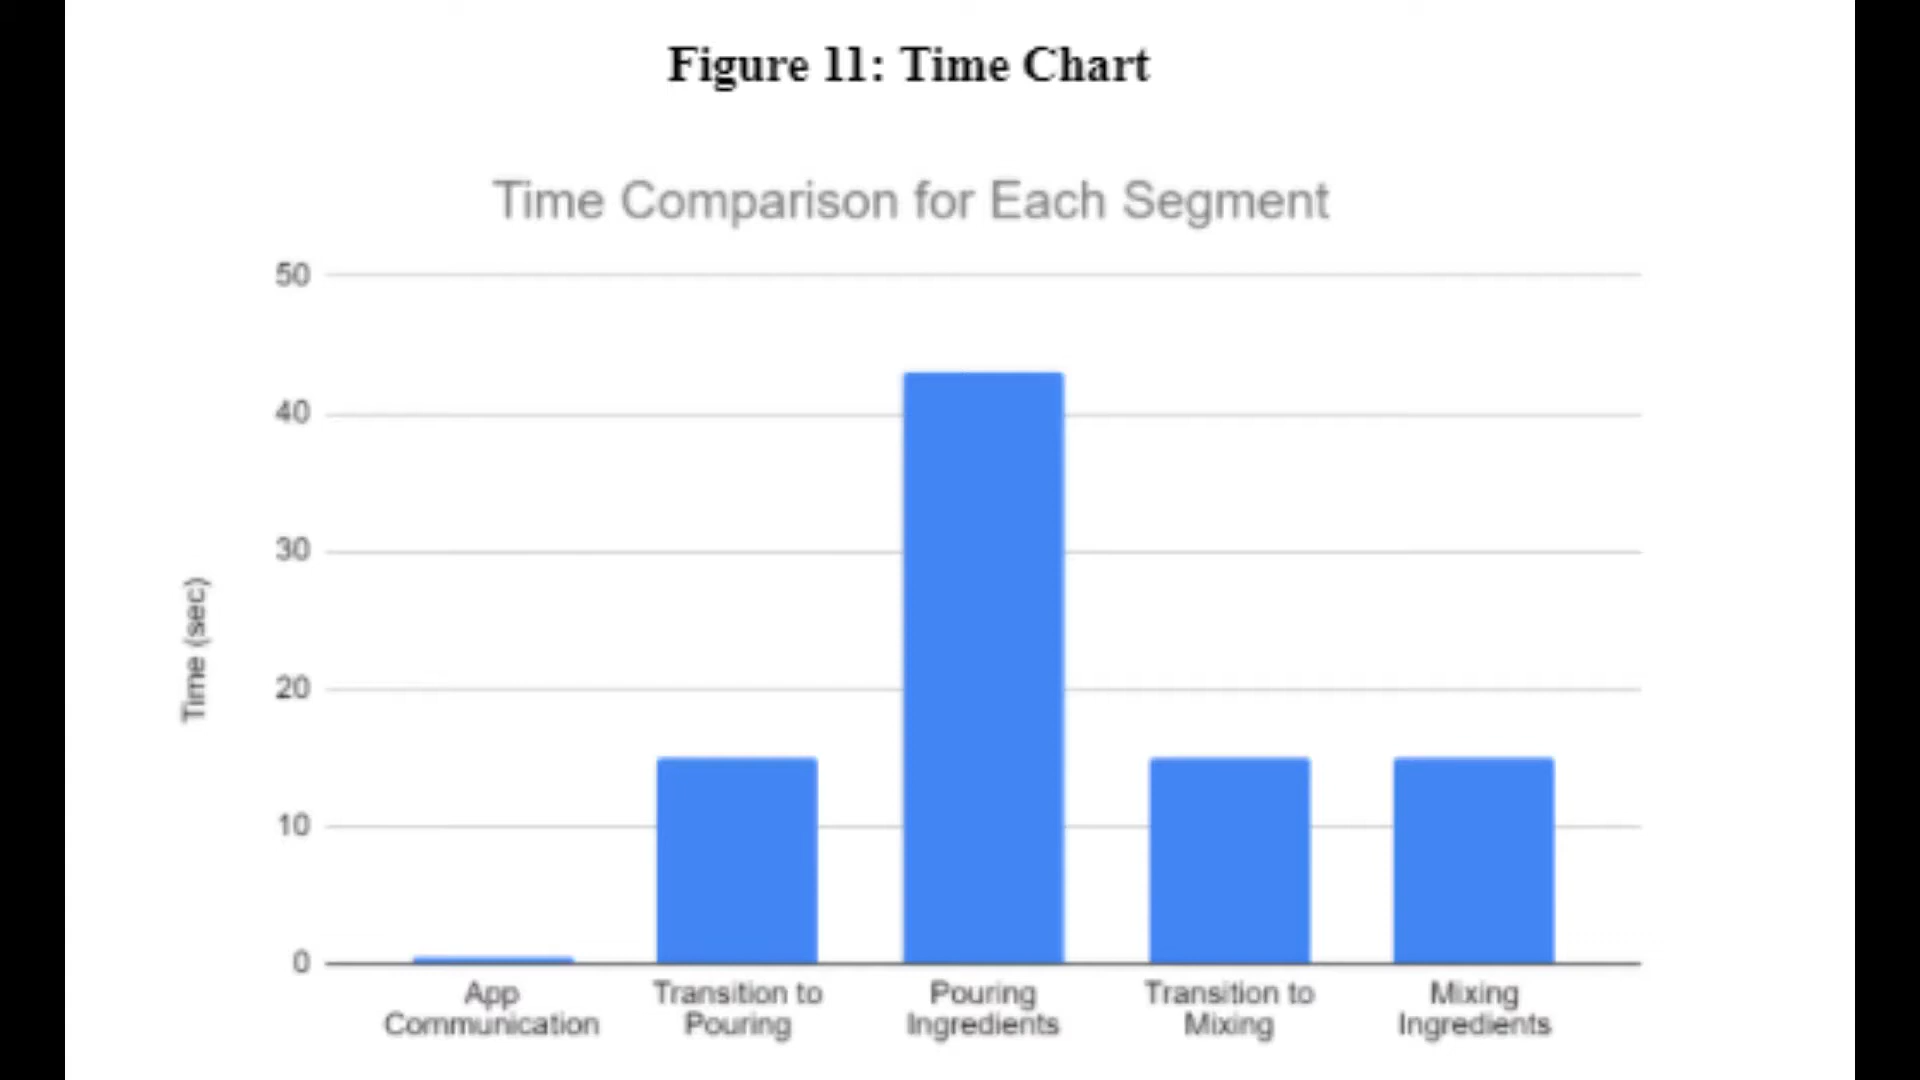 Figure 11: Time Chart
Time Comparison for Each Segment
50
40
30
20
10
0
Time (sec)
App
Communication
Transition to
Pouring
Pouring
Ingredients
Transition to
Mixing
Mixing
Ingredients